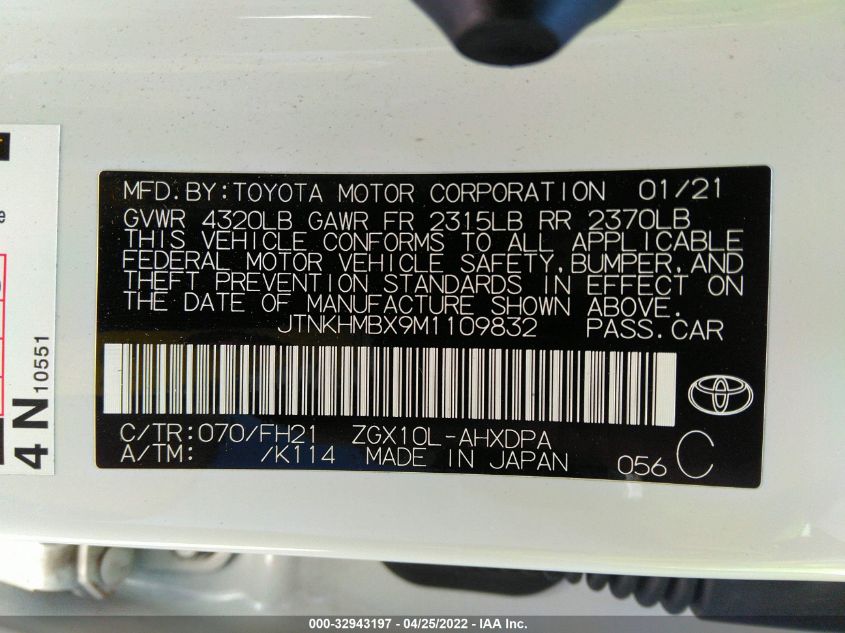 MFD.BY:TOYOTA MOTOR CORPORATION 01/21
GVWR 4320LB GAWR FR 2315LB RR 2370LB
THIS VEHICLE CONFORMS TO ALL APPLICABLE
FEDERAL MOTOR VEHICLE SAFETY,BUMPER,AND
THEFT PREVENTION STANDARDS IN EFFECT ON
THE DATE OF MANUFACTURE SHOWN ABOVE.
JTNKHMBX9M1109832 PASS.CAR
C/TR:070/FH21 ZGX10L-AHXDPA
A/TM: /K114 MADE IN JAPAN 056 C
4N 10551
000-32943197 - 04/25/2022 - IAA Inc.